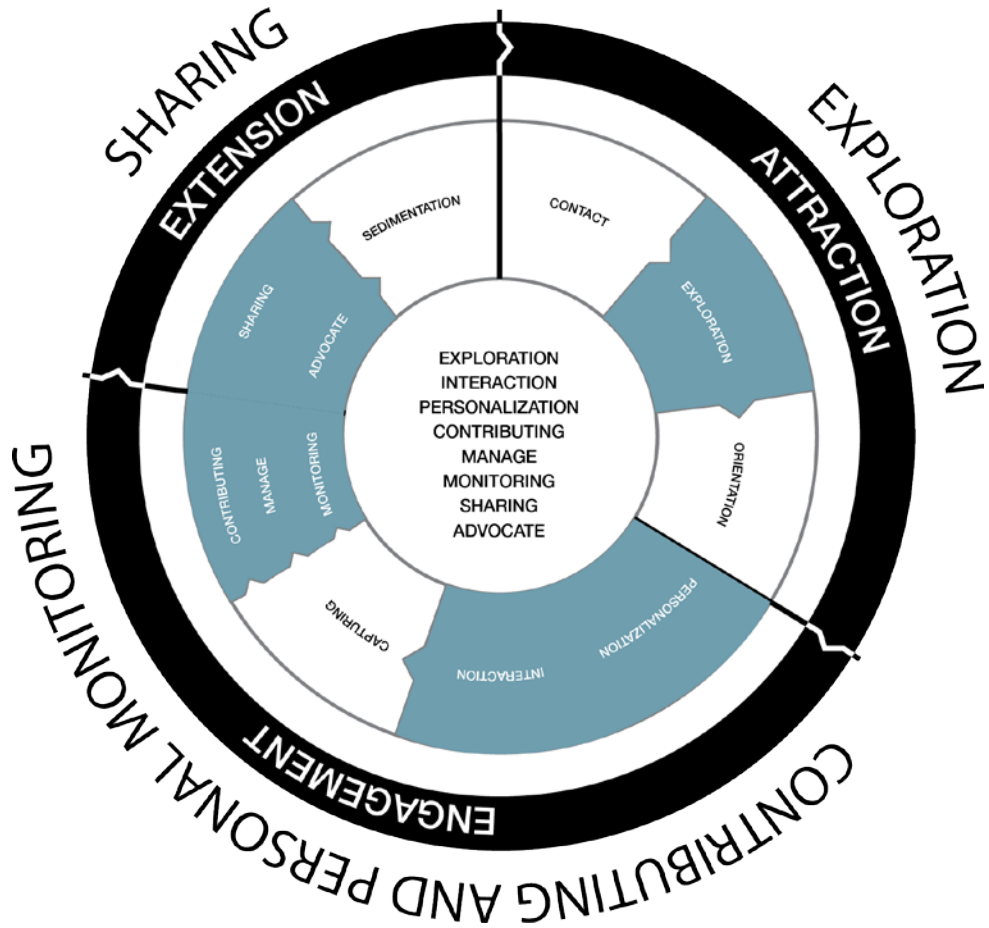 SHARING
EXPLORATION
CONTRIBUTING AND PERSONAL MONITORING
EXTENSION
ATTRACTION
ENGAGEMENT
SEDIMENTATION
CONTACT
EXPLORATION
ORIENTATION
PERSONALIZATION
INTERACTION
CAPTURING
CONTRIBUTING
MANAGE
MONITORING
SHARING
ADVOCATE
EXPLORATION
INTERACTION
PERSONALIZATION
CONTRIBUTING
MANAGE
MONITORING
SHARING
ADVOCATE